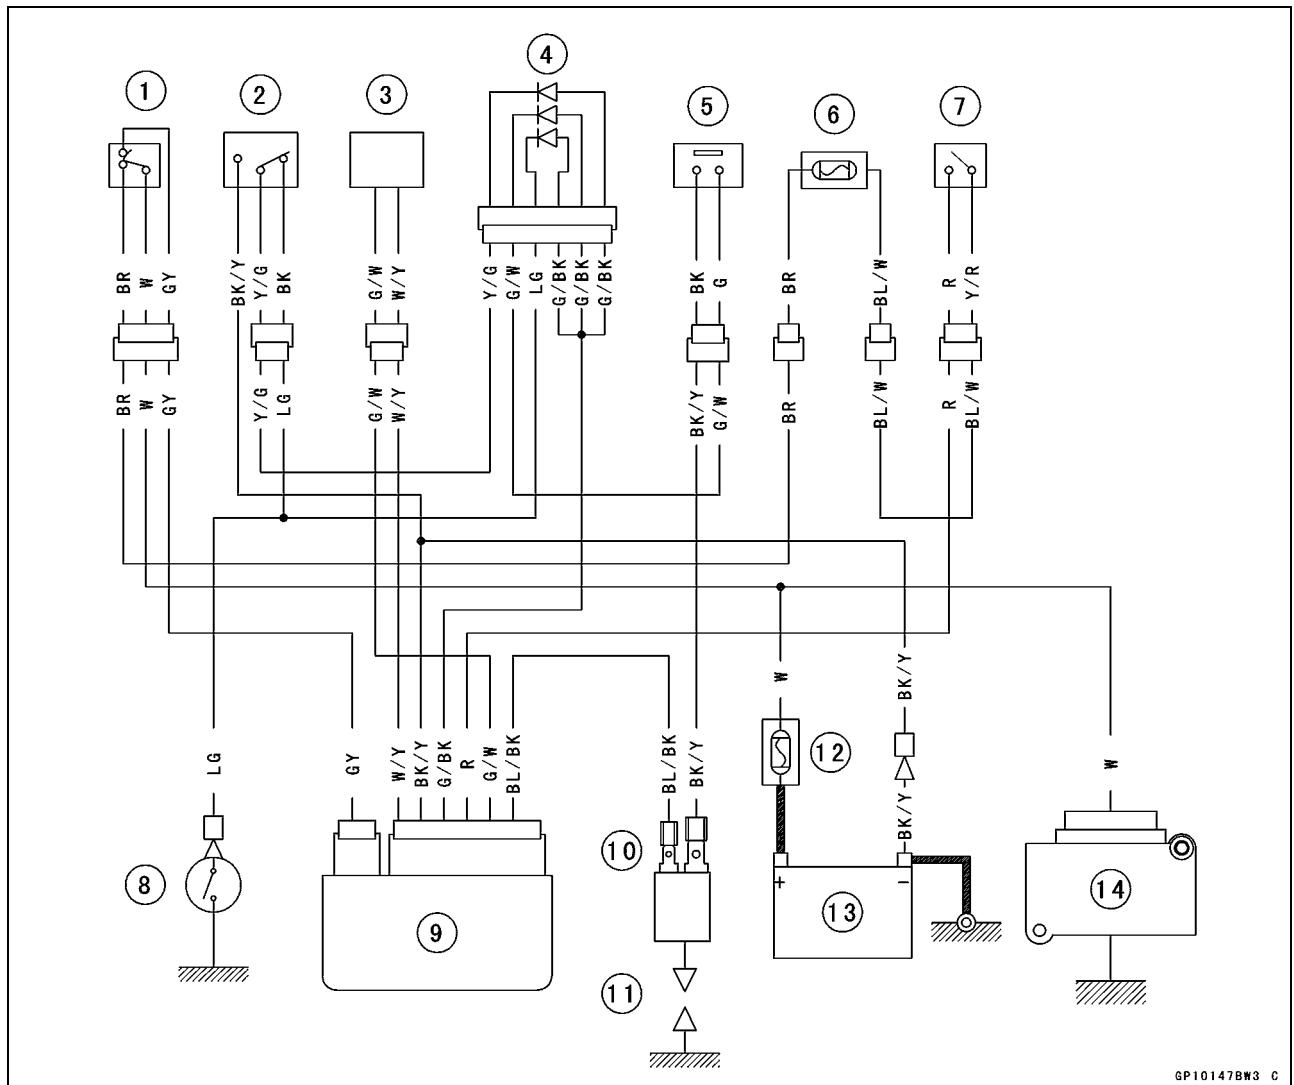 1 2 3 4 5 6 7
BR W GY BK/Y Y/G BK G/W W/Y Y/G G/W LG G/BK G/BK G/BK BK G BR BL/W R Y/R
BR W GY Y/G LG G/W W/Y BK/Y G/W BR BL/W R BL/W
W BK/Y
LG GY W/Y BK/Y G/BK R G/W BL/BK BL/BK BK/Y 12 W
BK/Y
8 9 10 + 13 - 14
11
GP10147BW3 C